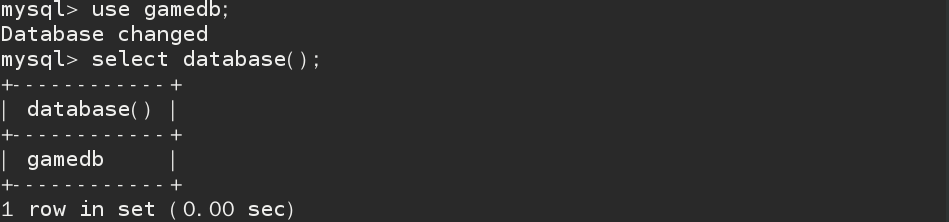 mysql> use gamedb;
Database changed
mysql> select database();
+------------+
| database() |
+------------+
| gamedb     |
+------------+
1 row in set (0.00 sec)